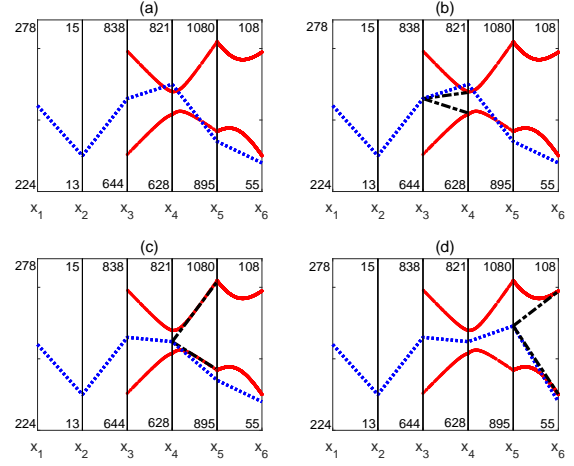 (a)
278 15 838 821 1080 108
224 13 644 628 895 55
x1 x2 x3 x4 x5 x6
(b)
278 15 838 821 1080 108
224 13 644 628 895 55
x1 x2 x3 x4 x5 x6
(c)
278 15 838 821 1080 108
224 13 644 628 895 55
x1 x2 x3 x4 x5 x6
(d)
278 15 838 821 1080 108
224 13 644 628 895 55
x1 x2 x3 x4 x5 x6